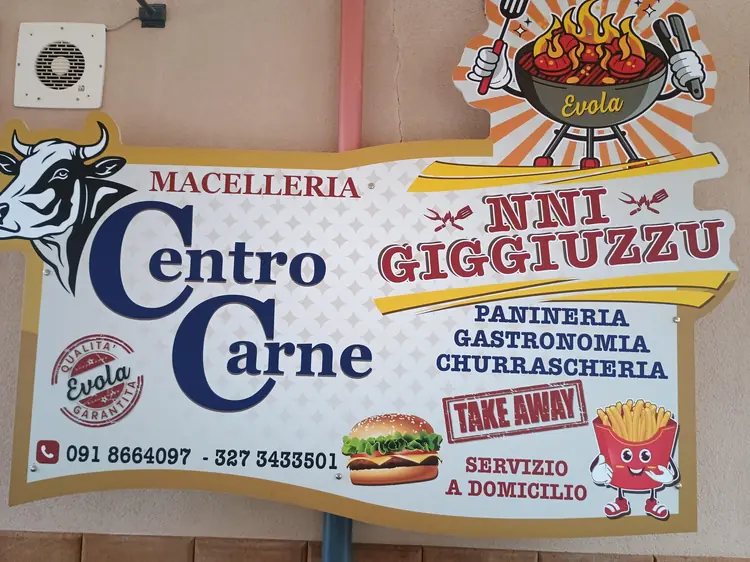 Evola
MACELLERIA
Centro
Carne
NNI
GIGGIUZZU
PANINERIA
GASTRONOMIA
CHURRASCHERIA
QUALITA'
Evola
GARANTITA
TAKE AWAY
SERVIZIO
A DOMICILIO
091 8664097 - 327 3433501